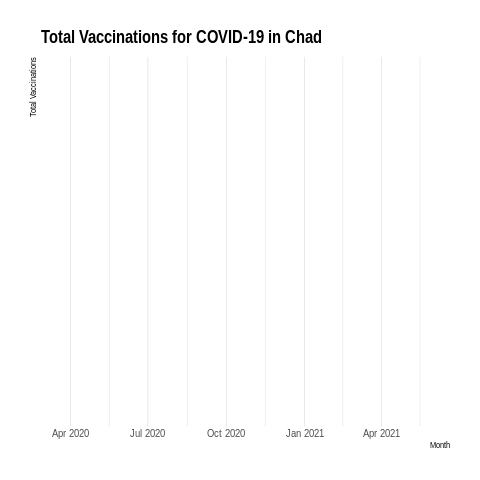 Total Vaccinations for COVID-19 in Chad
Total Vaccinations
Apr 2020
Jul 2020
Oct 2020
Jan 2021
Apr 2021
Month